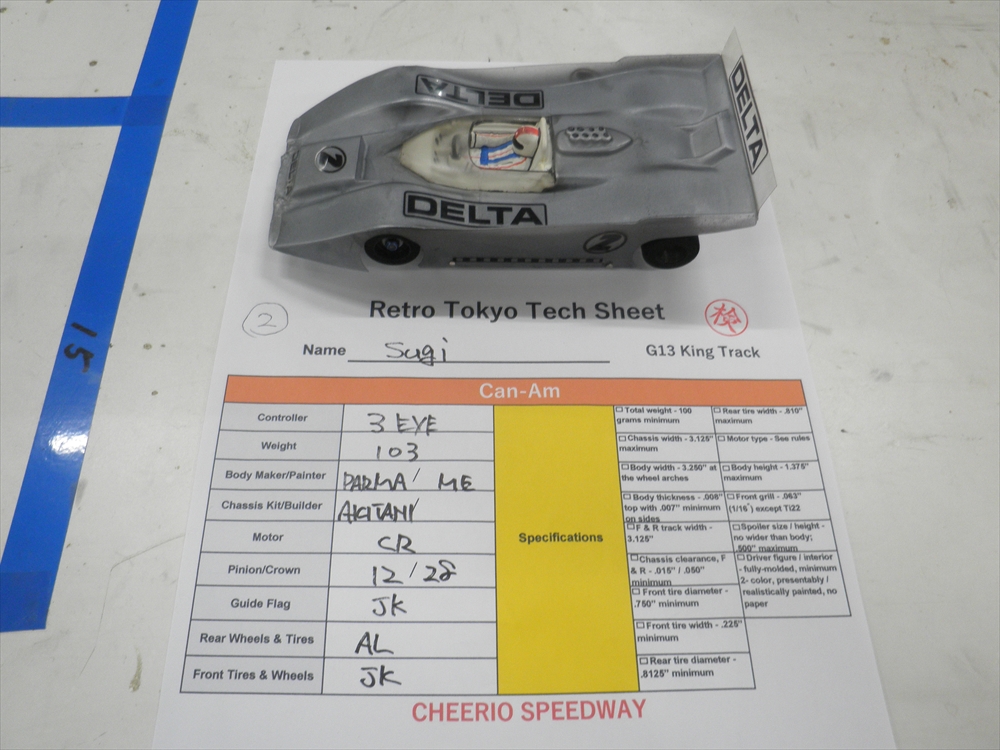 DELTA
DELTA
2
DELTA
2
15
Retro Tokyo Tech Sheet
2
Name Sugi
G13 King Track
Can-Am
Controller 3 EYE
Weight 103
Body Maker/Painter PARMA/ ME
Chassis Kit/Builder AKITANI
Motor CR
Pinion/Crown 12/28
Guide Flag JK
Rear Wheels & Tires AL
Front Tires & Wheels JK
Specifications
☐ Total weight - 100
grams minimum
☐ Chassis width - 3.125"
maximum
☐ Body width - 3.250" at
the wheel arches
☐ Body thickness - .008"
top with .007" minimum
on sides
☐ F & R track width -
3.125"
☐ Chassis clearance, F
& R - .015" / .050"
minimum
☐ Front tire diameter -
.750" minimum
☐ Front tire width - .225"
minimum
☐ Rear tire diameter -
.8125" minimum
☐ Rear tire width - .810"
maximum
☐ Motor type - See rules
☐ Body height - 1.375"
maximum
☐ Front grill - .063"
(1/16") except Ti22
☐ Spoiler size / height -
no wider than body;
.500" maximum
☐ Driver figure / interior
- fully-molded, minimum
2- color, presentably /
realistically painted, no
paper
CHEERIO SPEEDWAY